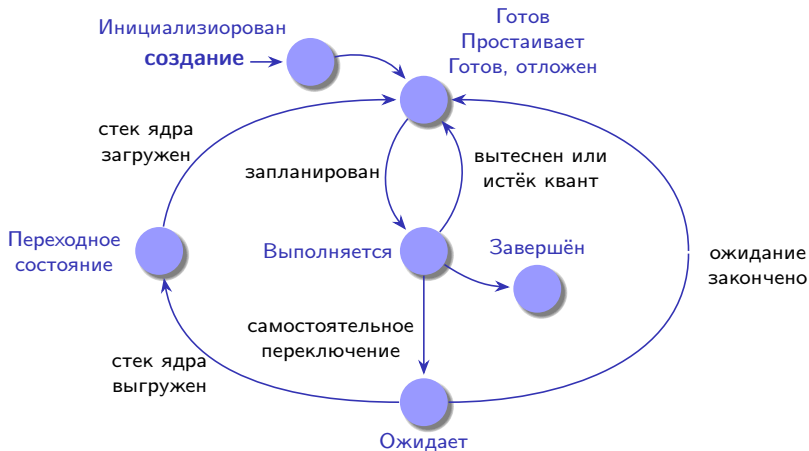 Инициализиорован
создание
Готов
Простаивает
Готов, отложен
стек ядра
загружен
запланирован
вытеснен или
истёк квант
Переходное
состояние
Выполняется
Завершён
ожидание
закончено
самостоятельное
переключение
стек ядра
выгружен
Ожидает